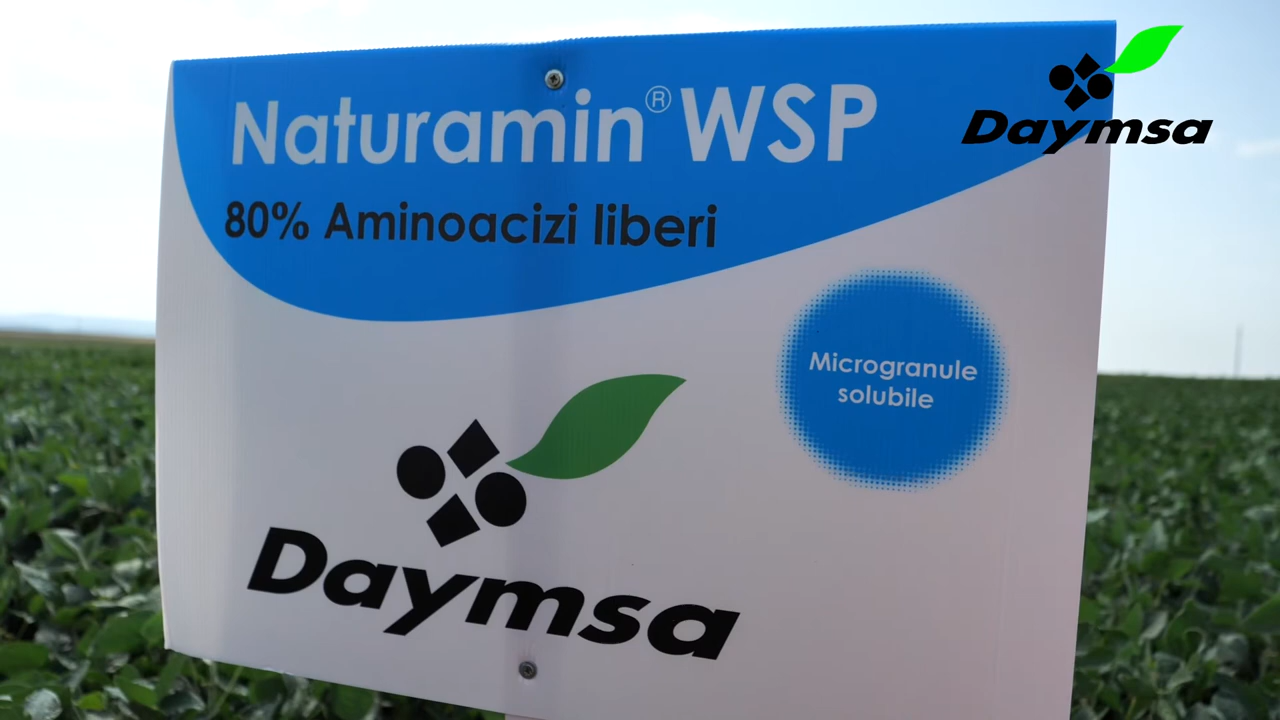 Naturamin® WSP
Daymsa
80% Aminoacizi liberi
Microgranule
solubile
Daymsa